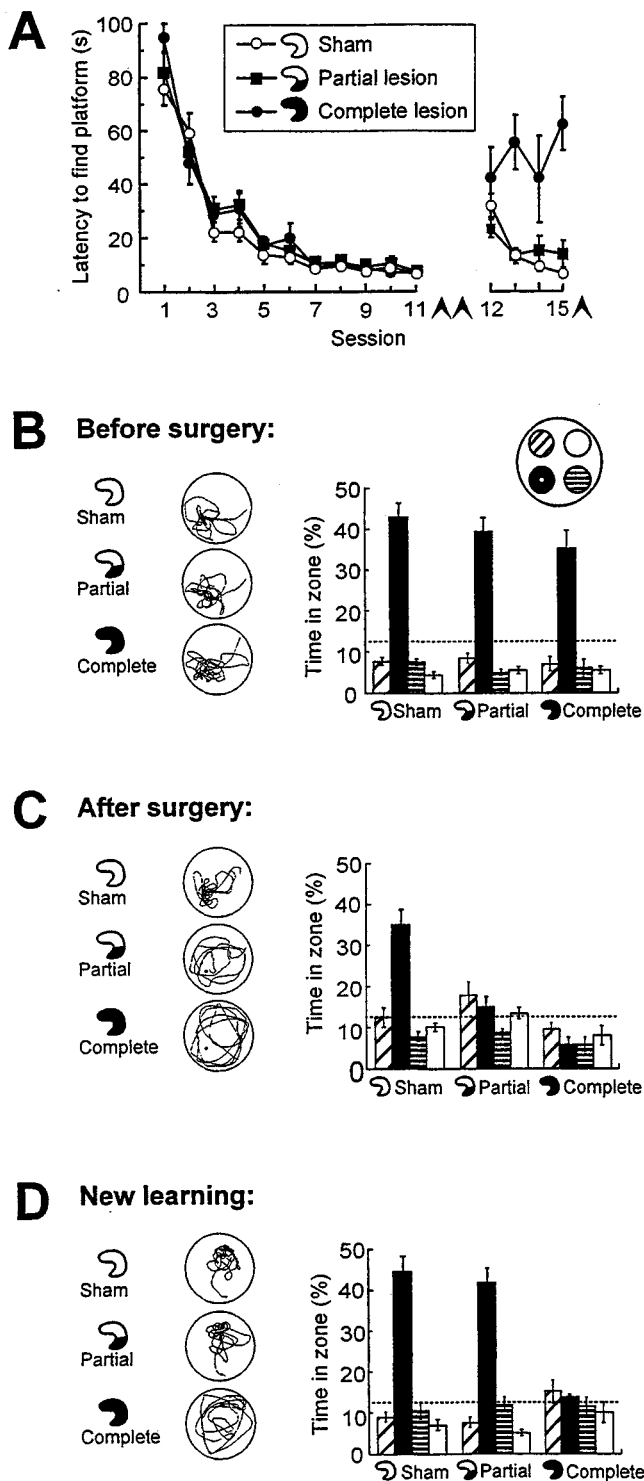 A
Latency to find platform (s)
100
80
60
40
20
0
Sham
Partial lesion
Complete lesion
1 3 5 7 9 11 12 15
Session
B Before surgery:
Sham
Partial
Complete
Time in zone (%)
50
40
30
20
10
0
Sham Partial Complete
C After surgery:
Sham
Partial
Complete
Time in zone (%)
50
40
30
20
10
0
Sham Partial Complete
D New learning:
Sham
Partial
Complete
Time in zone (%)
50
40
30
20
10
0
Sham Partial Complete